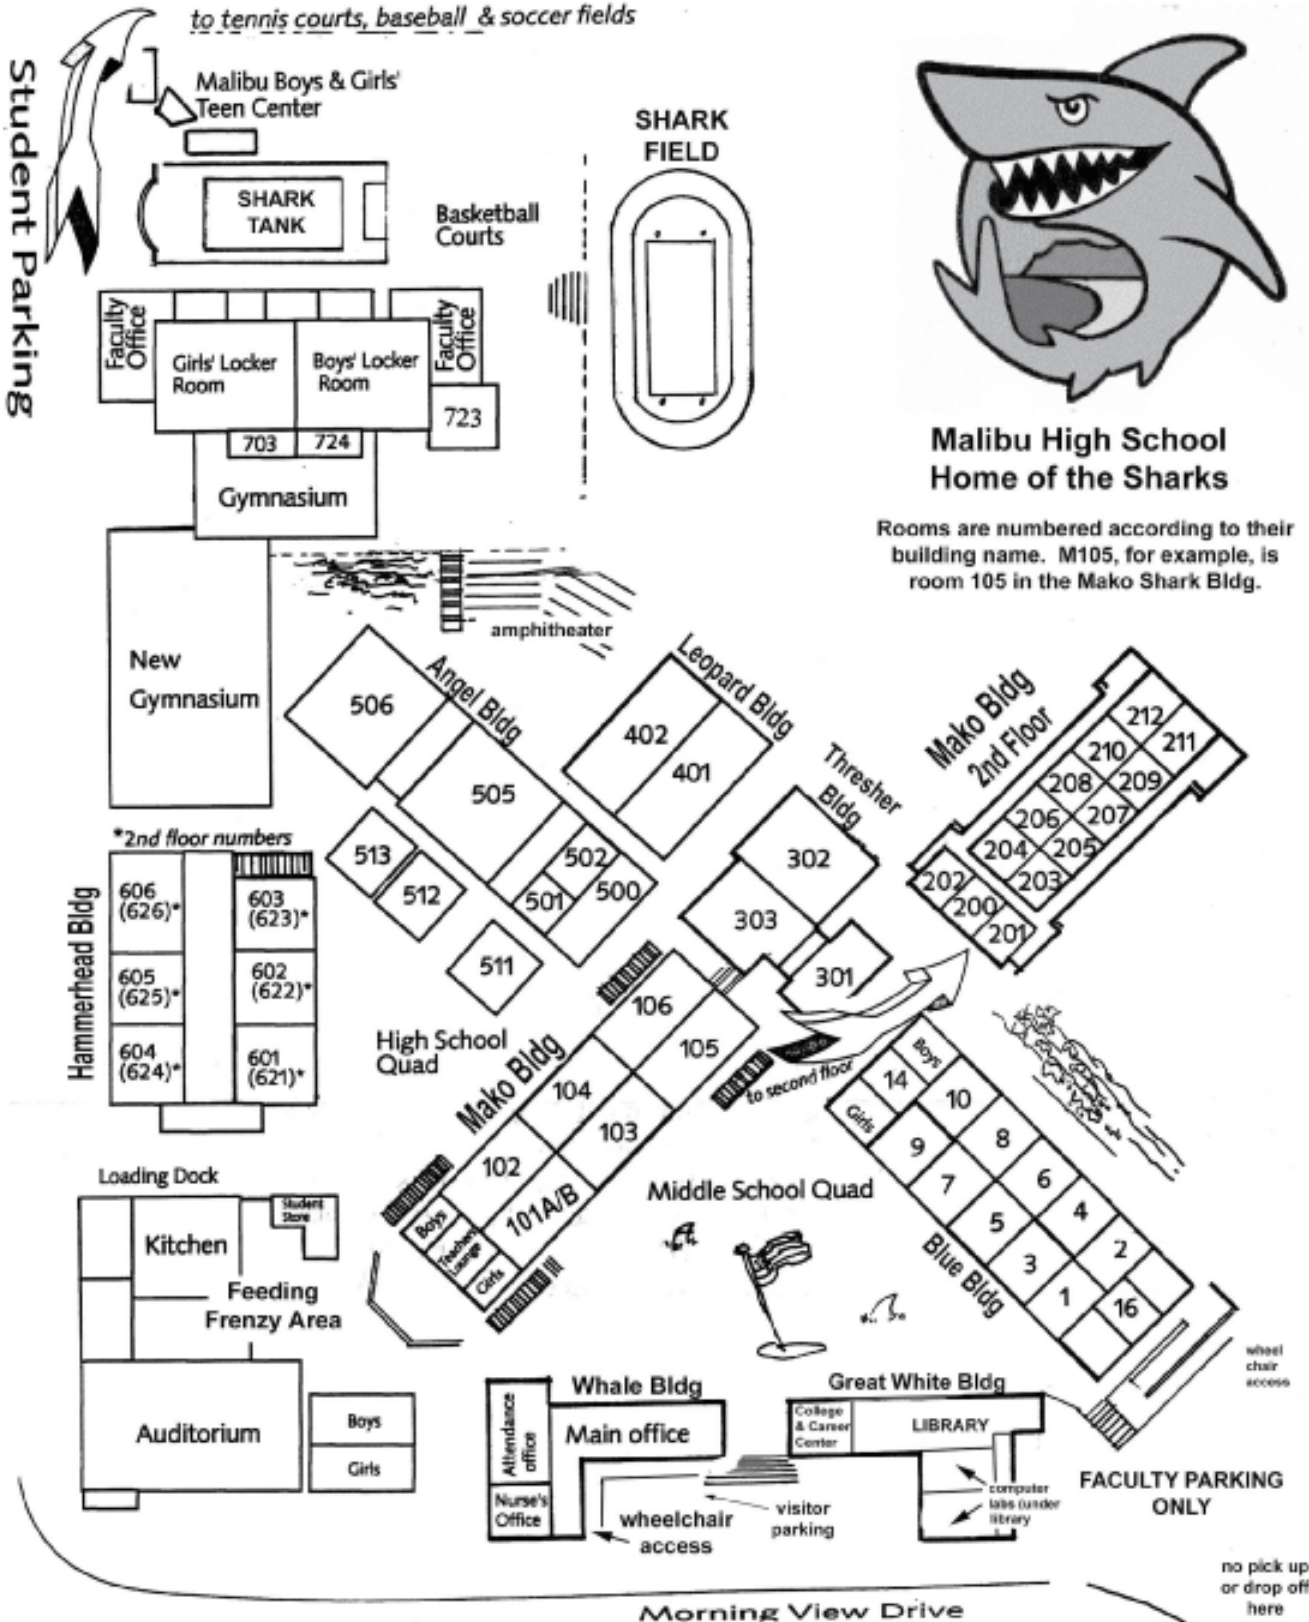 to tennis courts, baseball & soccer fields
Student Parking
Malibu Boys & Girls'
Teen Center
SHARK
TANK
Basketball
Courts
SHARK
FIELD
Faculty
Office
Girls' Locker
Room
Boys' Locker
Room
Faculty
Office
723
703
724
Gymnasium
Malibu High School
Home of the Sharks
Rooms are numbered according to their
building name. M105, for example, is
room 105 in the Mako Shark Bldg.
New
Gymnasium
amphitheater
Angel Bldg
506
505
513
512
502
501
500
511
Leopard Bldg
402
401
Thresher
Bldg
302
303
301
Mako Bldg
2nd Floor
212
211
210
209
208
207
206
205
204
203
202
200
201
*2nd floor numbers
Hammerhead Bldg
606
(626)*
603
(623)*
605
(625)*
602
(622)*
604
(624)*
601
(621)*
High School
Quad
Mako Bldg
106
105
104
103
102
101A/B
Boys
Teachers
Lounge
Girls
to second floor
Boys
14
Girls
10
9
8
7
6
5
4
3
2
1
16
Blue Bldg
Middle School Quad
Loading Dock
Student
Store
Kitchen
Feeding
Frenzy Area
Auditorium
Boys
Girls
Whale Bldg
Attendance
office
Main office
Nurse's
Office
wheelchair
access
visitor
parking
Great White Bldg
College
& Career
Center
LIBRARY
computer
labs (under
library
wheel
chair
access
FACULTY PARKING
ONLY
no pick up
or drop off
here
Morning View Drive